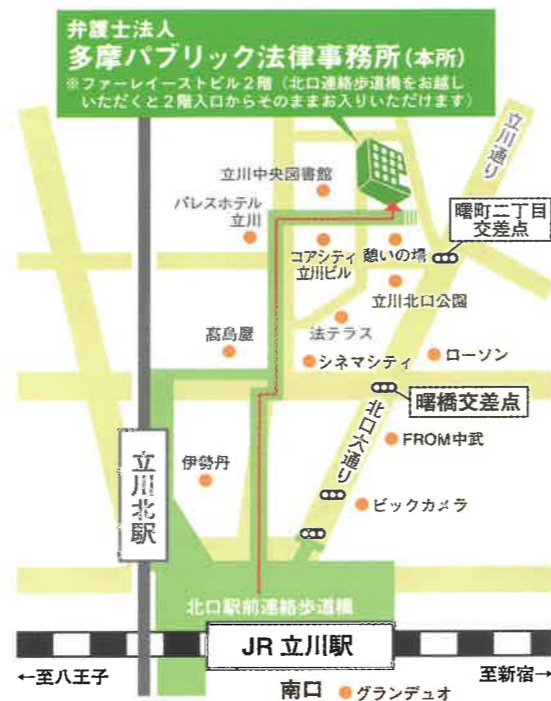 弁護士法人
多摩パブリック法律事務所(本所)
※ファーレイーストビル2階(北口連絡歩道橋をお越し
いただくと2階入口からそのままお入りいただけます)
立川通り
立川中央図書館
パレスホテル
立川
曙町二丁目
交差点
コアシティ
立川ビル
憩いの場
立川北口公園
法テラス
髙島屋
シネマシティ
ローソン
曙橋交差点
北口大通り
FROM中武
伊勢丹
立川北駅
ビックカメラ
北口駅前連絡歩道橋
JR 立川駅
←至八王子
至新宿→
南口
グランデュオ